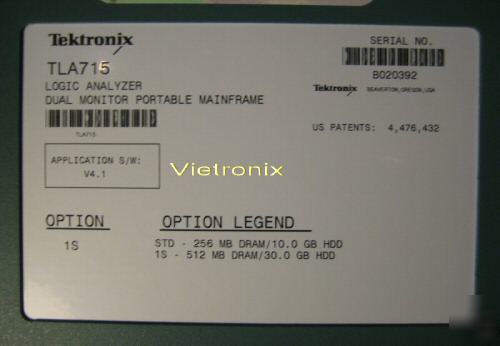 Tektronix
TLA715
LOGIC ANALYZER
DUAL MONITOR PORTABLE MAINFRAME
TLA715
SERIAL NO.
B020392
Tektronix BEAVERTON, OREGON, USA
US PATENTS: 4,476,432
APPLICATION S/W:
V4.1
Vietronix
OPTION
1S
OPTION LEGEND
STD - 256 MB DRAM/10.0 GB HDD
1S - 512 MB DRAM/30.0 GB HDD